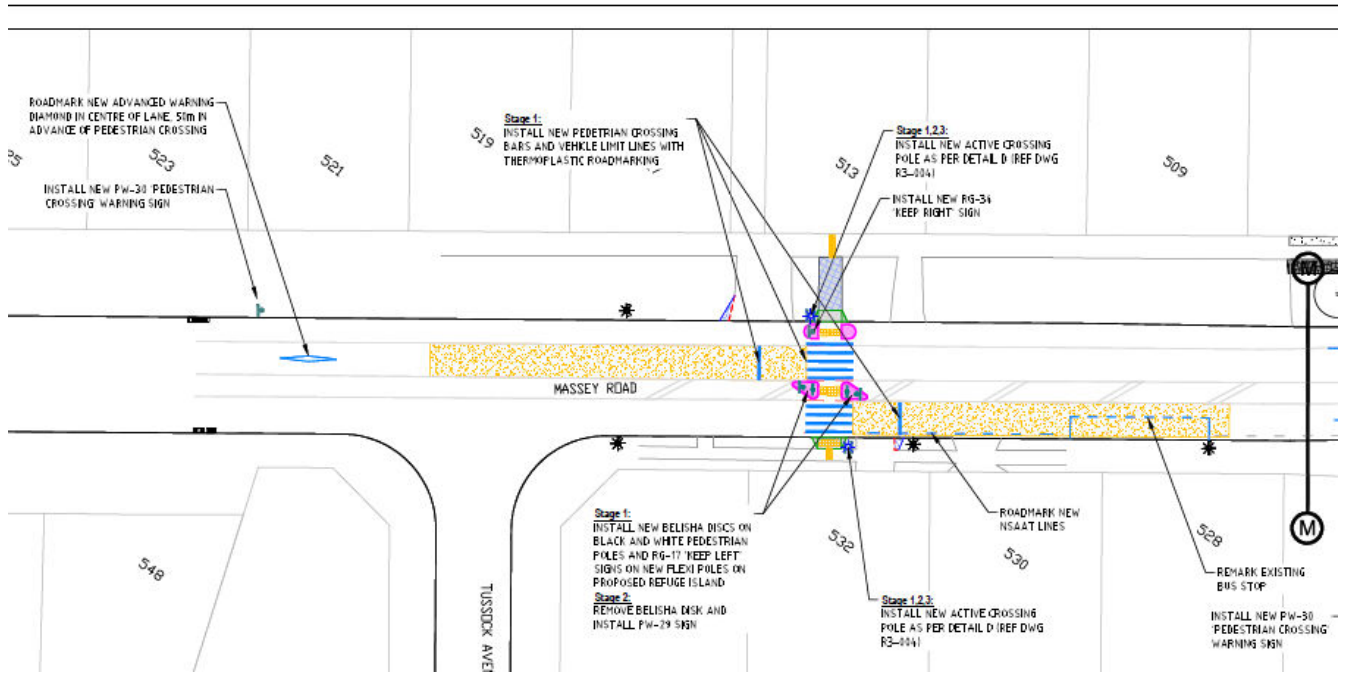 ROADMARK NEW ADVANCED WARNING
DIAMOND IN CENTRE OF LANE, 50m IN
ADVANCE OF PEDESTRIAN CROSSING
523
521
INSTALL NEW PW-30 'PEDESTRIAN
CROSSING' WARNING SIGN
519
Stage 1:
INSTALL NEW PEDETRIAN CROSSING
BARS AND VEHICLE LIMIT LINES WITH
THERMOPLASTIC ROADMARKING
Stage 1,2,3:
INSTALL NEW ACTIVE CROSSING
POLE AS PER DETAIL D (REF DWG
R3-004)
513
INSTALL NEW RG-34
'KEEP RIGHT' SIGN
509
M
MASSEY ROAD
548
TUSSOCK AVEN
Stage 1:
INSTALL NEW BELISHA DISCS ON
BLACK AND WHITE PEDESTRIAN
POLES AND RG-17 'KEEP LEFT'
SIGNS ON NEW FLEXI POLES ON
PROPOSED REFUGE ISLAND
Stage 2:
REMOVE BELISHA DISK AND
INSTALL PW-29 SIGN
532
Stage 1,2,3:
INSTALL NEW ACTIVE CROSSING
POLE AS PER DETAIL D (REF DWG
R3-004)
530
ROADMARK NEW
NSAAT LINES
528
M
REMARK EXISTING
BUS STOP
INSTALL NEW PW-30
'PEDESTRIAN CROSSING'
WARNING SIGN